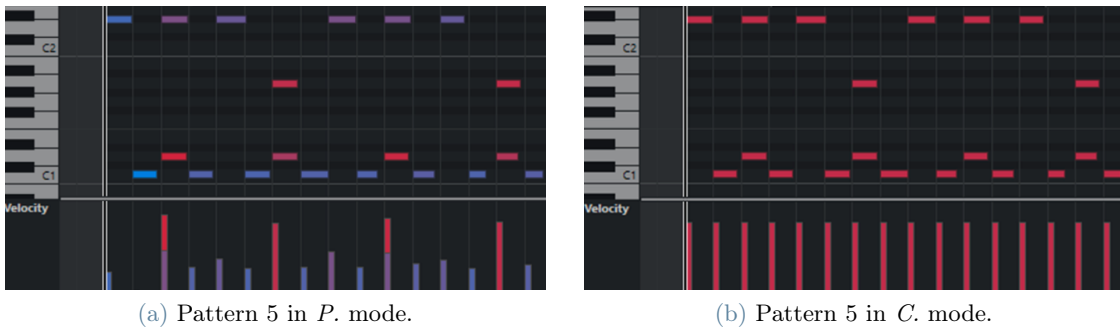 C2
C1
Velocity
C2
C1
Velocity
(a) Pattern 5 in P. mode.
(b) Pattern 5 in C. mode.